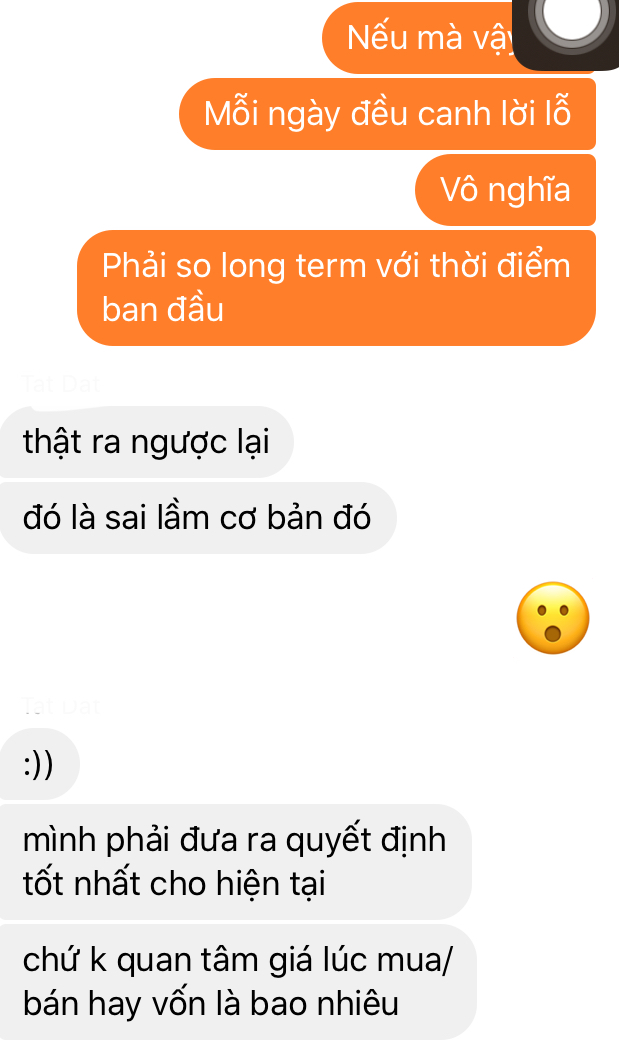 Nếu mà vậy
Mỗi ngày đều canh lời lỗ
Vô nghĩa
Phải so long term với thời điểm
ban đầu
Tat Dat
thật ra ngược lại
đó là sai lầm cơ bản đó
:))
mình phải đưa ra quyết định
tốt nhất cho hiện tại
chứ k quan tâm giá lúc mua/
bán hay vốn là bao nhiêu